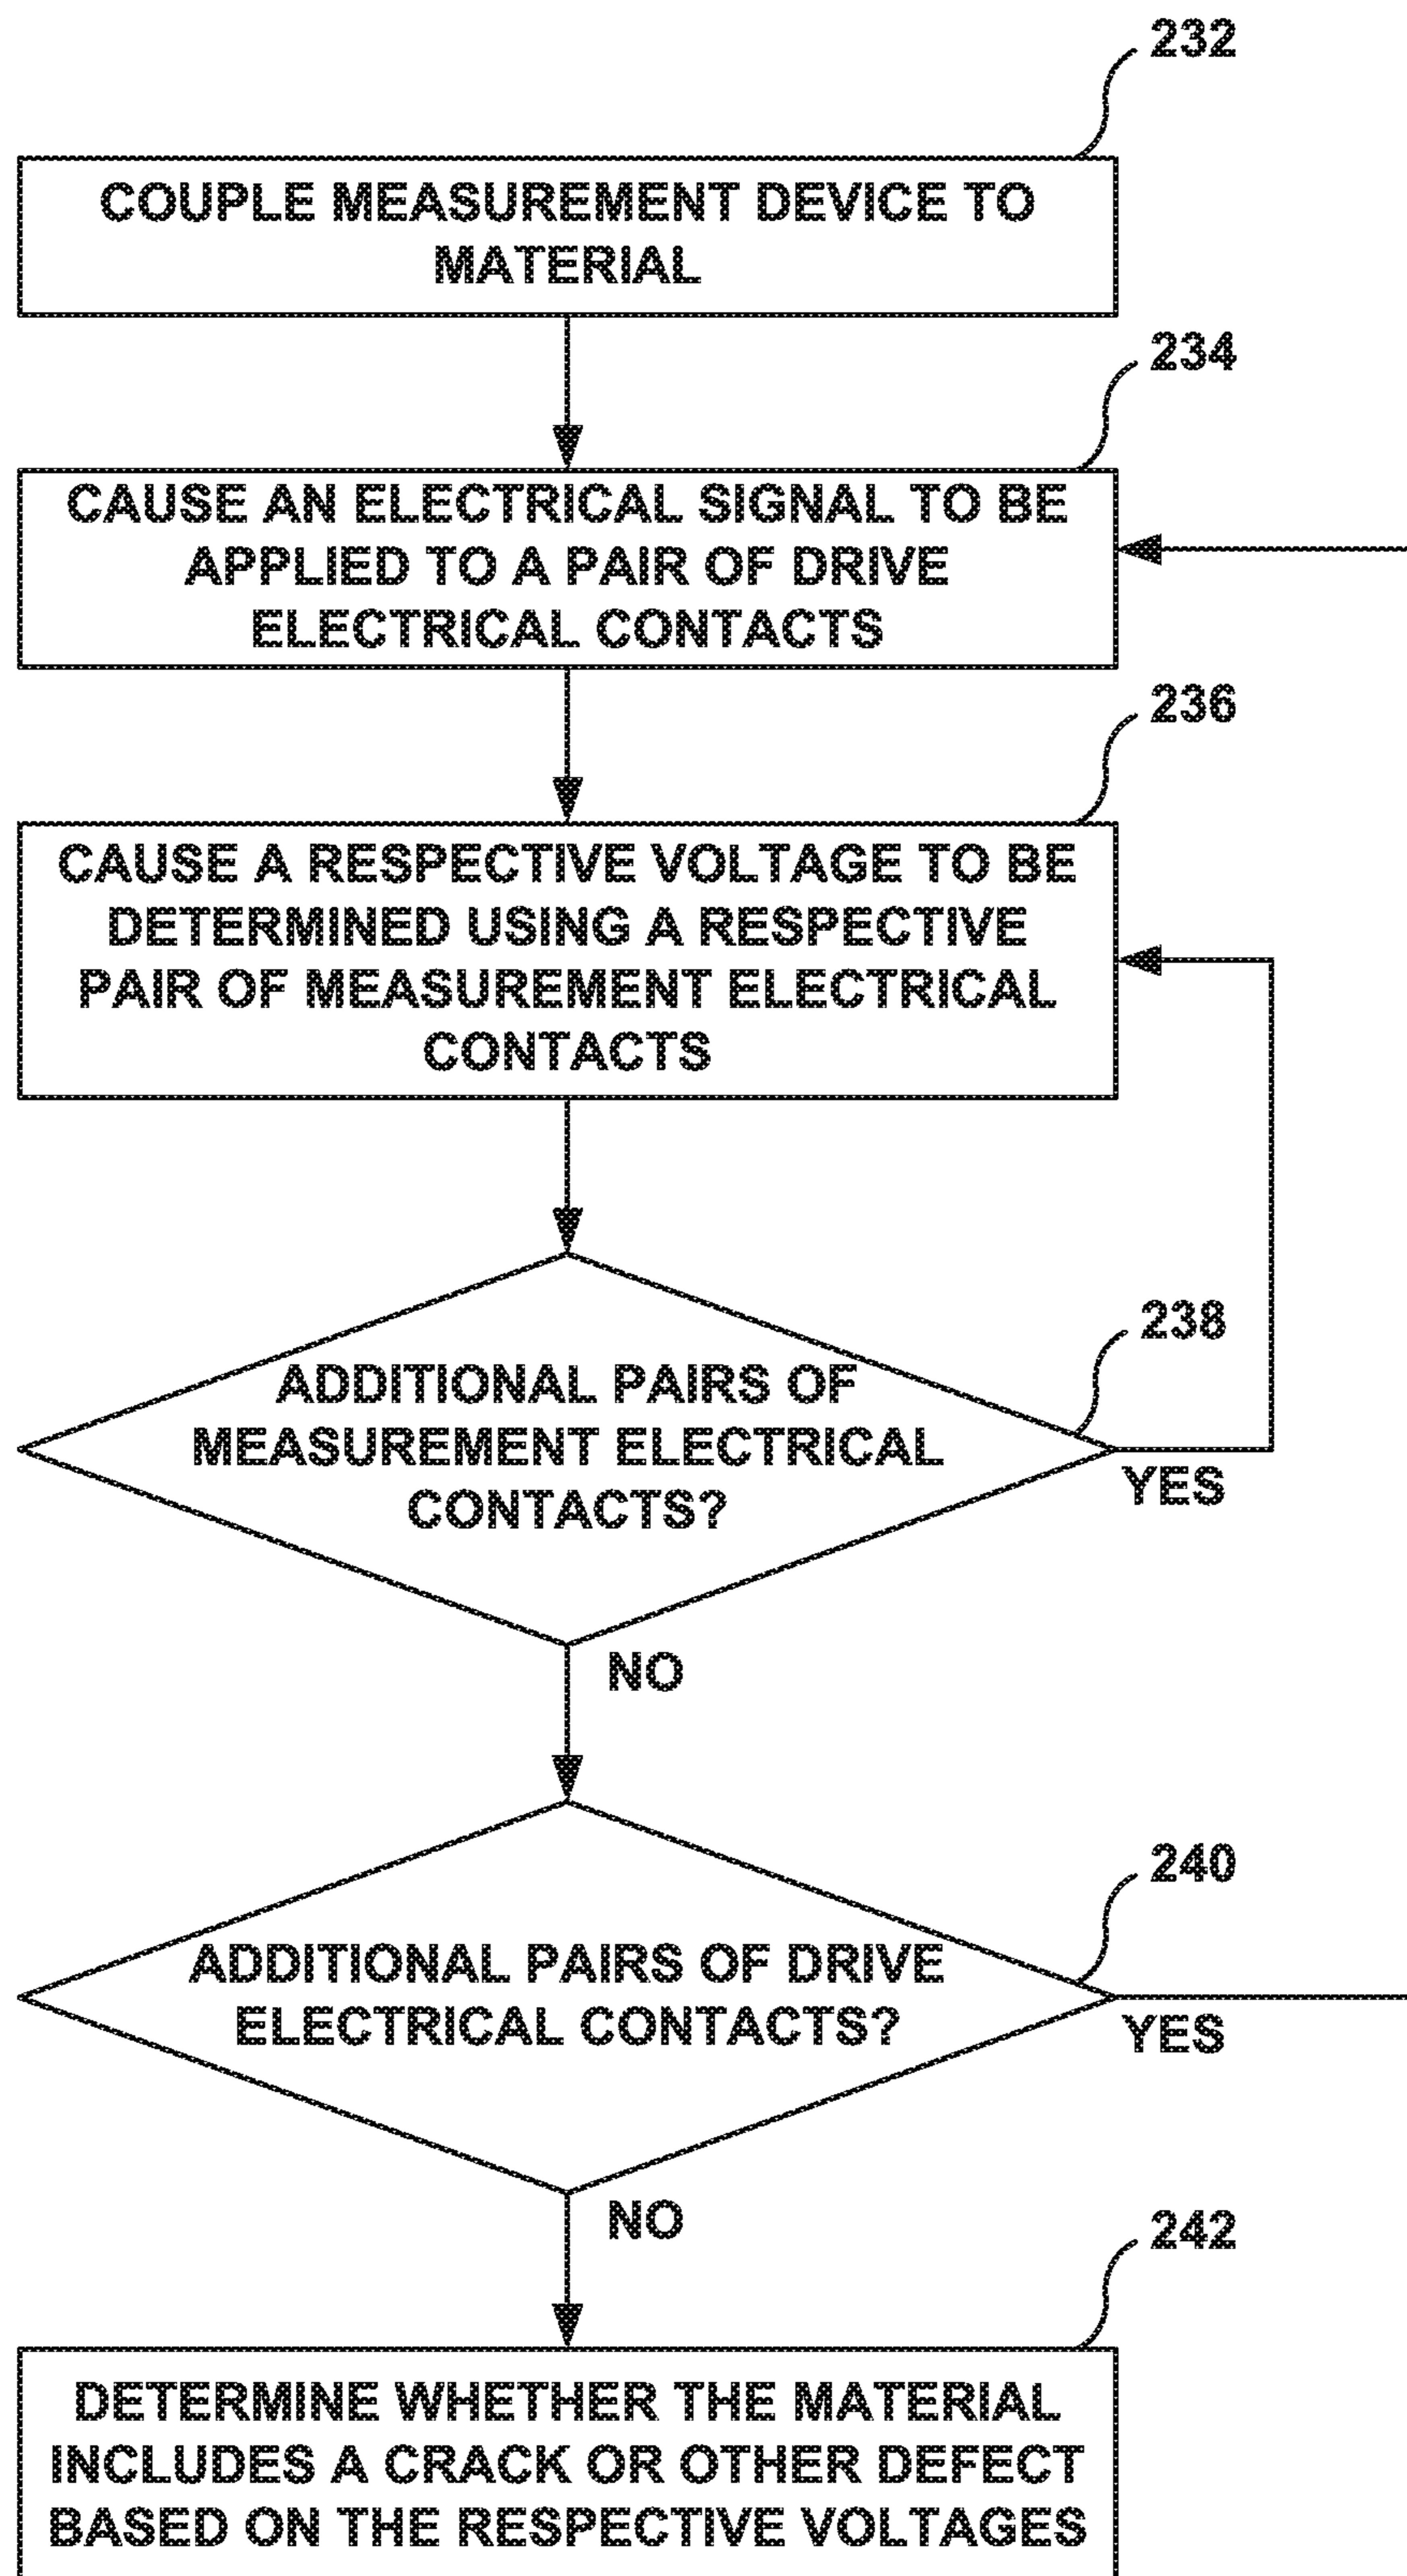 232
COUPLE MEASUREMENT DEVICE TO
MATERIAL
234
CAUSE AN ELECTRICAL SIGNAL TO BE
APPLIED TO A PAIR OF DRIVE
ELECTRICAL CONTACTS
236
CAUSE A RESPECTIVE VOLTAGE TO BE
DETERMINED USING A RESPECTIVE
PAIR OF MEASUREMENT ELECTRICAL
CONTACTS
238
ADDITIONAL PAIRS OF
MEASUREMENT ELECTRICAL
CONTACTS?
YES
NO
240
ADDITIONAL PAIRS OF DRIVE
ELECTRICAL CONTACTS?
YES
NO
242
DETERMINE WHETHER THE MATERIAL
INCLUDES A CRACK OR OTHER DEFECT
BASED ON THE RESPECTIVE VOLTAGES